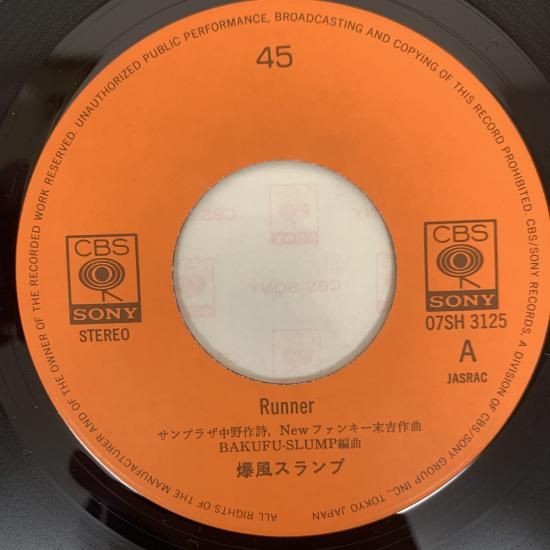 ALL RIGHTS OF THE MANUFACTURER AND OF THE OWNER OF THE RECORDED WORK RESERVED. UNAUTHORIZED PUBLIC PERFORMANCE, BROADCASTING AND COPYING OF THIS RECORD PROHIBITED. CBS/SONY RECORDS, A DIVISION OF CBS/SONY GROUP INC., TOKYO JAPAN
45
CBS
SONY
STEREO
CBS
SONY
07SH 3125
A
JASRAC
SONY
CBS SONY
Runner
サンプラザ中野作詩, Newファンキー末吉作曲
BAKUFU-SLUMP編曲
爆風スランプ